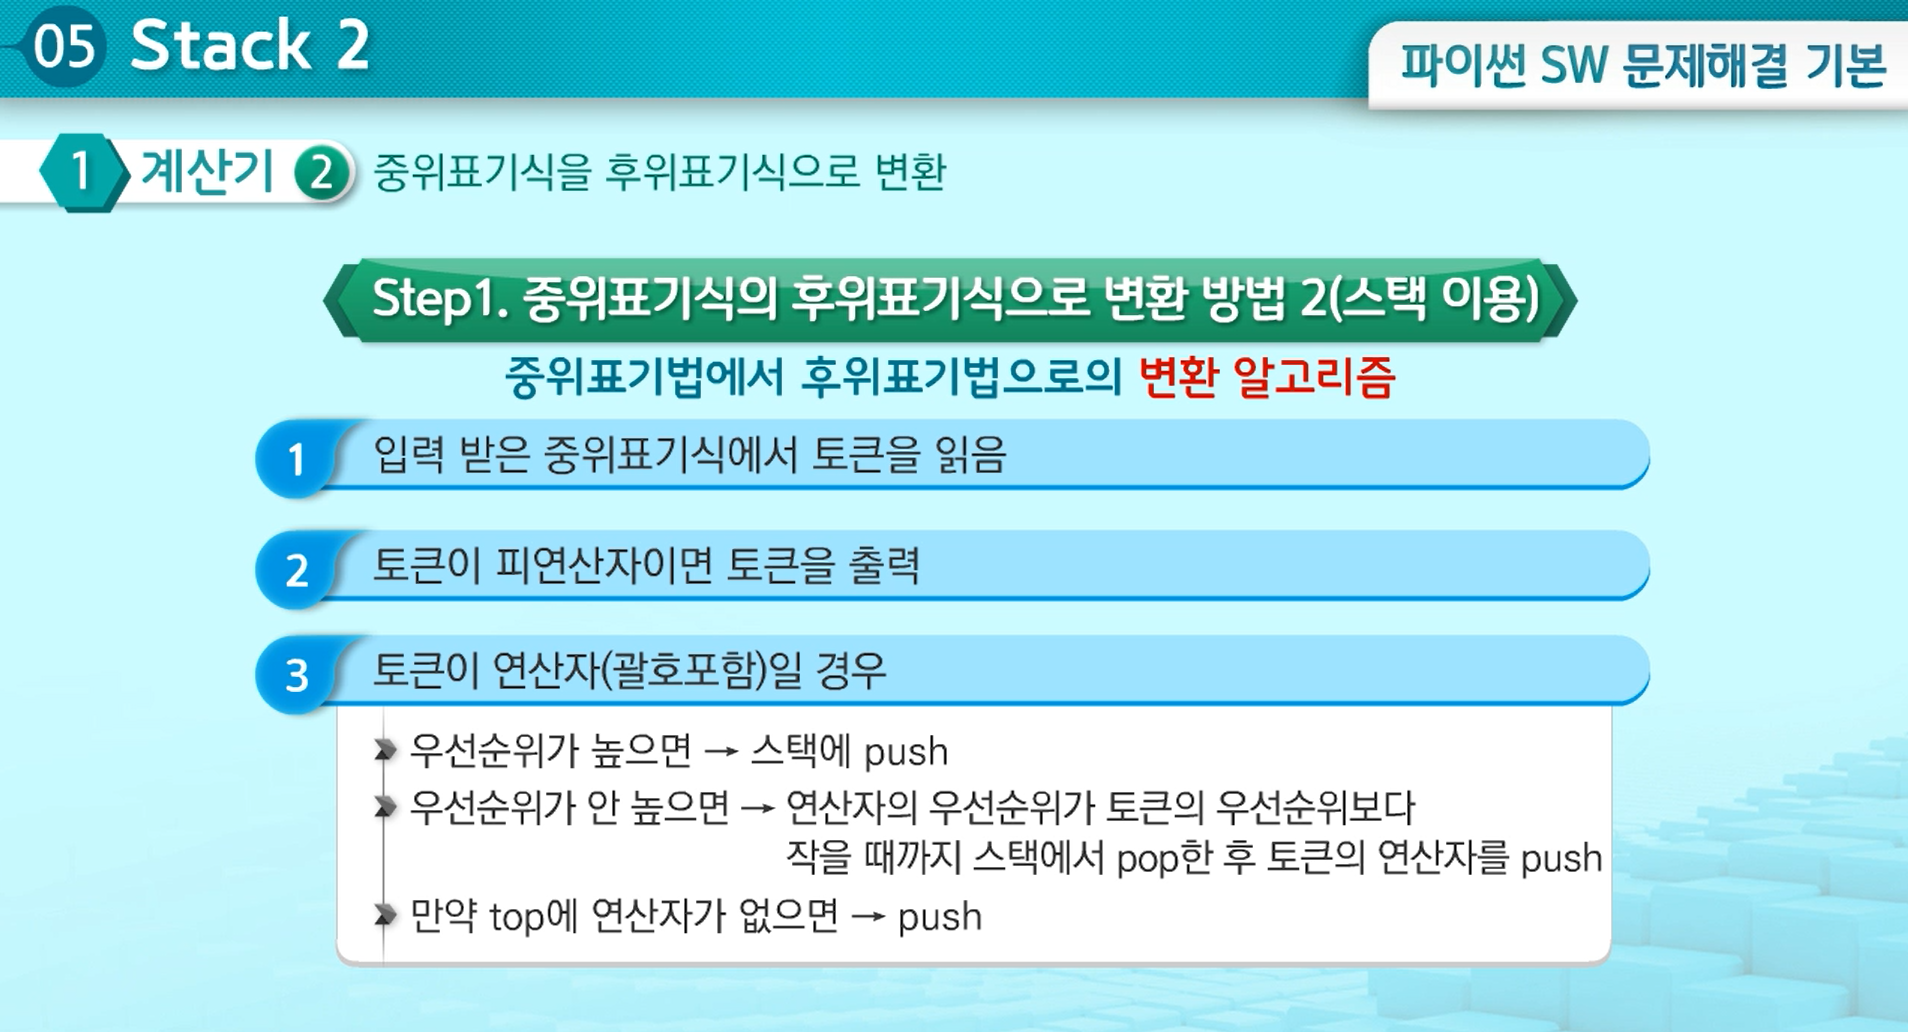 05 Stack 2
파이썬 SW 문제해결 기본
1 계산기 2 중위표기식을 후위표기식으로 변환
Step1. 중위표기식의 후위표기식으로 변환 방법 2(스택 이용)
중위표기법에서 후위표기법으로의 변환 알고리즘
1 입력 받은 중위표기식에서 토큰을 읽음
2 토큰이 피연산자이면 토큰을 출력
3 토큰이 연산자(괄호포함)일 경우
우선순위가 높으면 → 스택에 push
우선순위가 안 높으면 → 연산자의 우선순위가 토큰의 우선순위보다
작을 때까지 스택에서 pop한 후 토큰의 연산자를 push
만약 top에 연산자가 없으면 → push